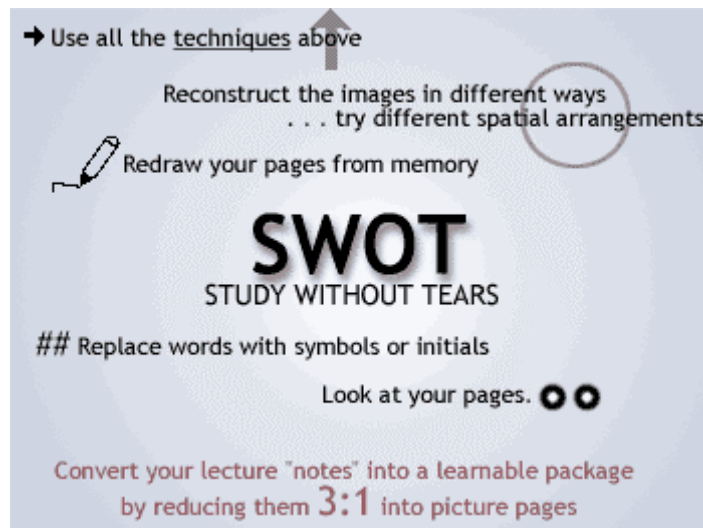 Use all the techniques above
Reconstruct the images in different ways
. . . try different spatial arrangements
Redraw your pages from memory
SWOT
STUDY WITHOUT TEARS
## Replace words with symbols or initials
Look at your pages.
Convert your lecture "notes" into a learnable package
by reducing them 3:1 into picture pages